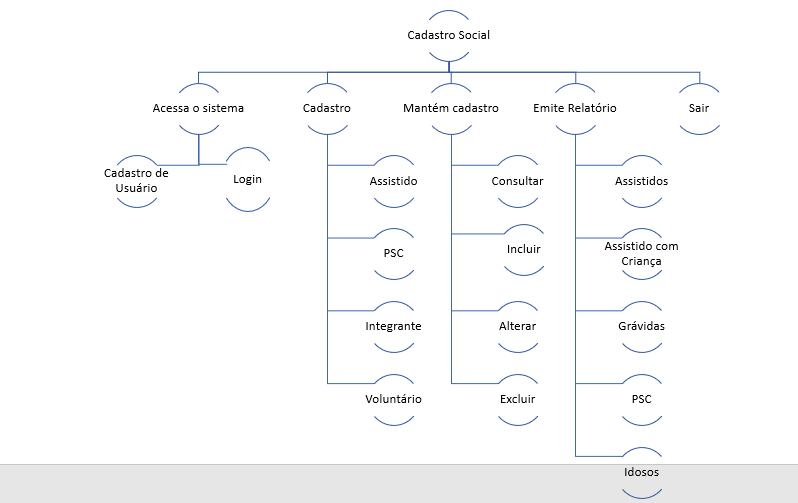 Cadastro Social
Acessa o sistema
Cadastro
Mantém cadastro
Emite Relatório
Sair
Cadastro de
Usuário
Login
Assistido
PSC
Integrante
Voluntário
Consultar
Incluir
Alterar
Excluir
Assistidos
Assistido com
Criança
Grávidas
PSC
Idosos